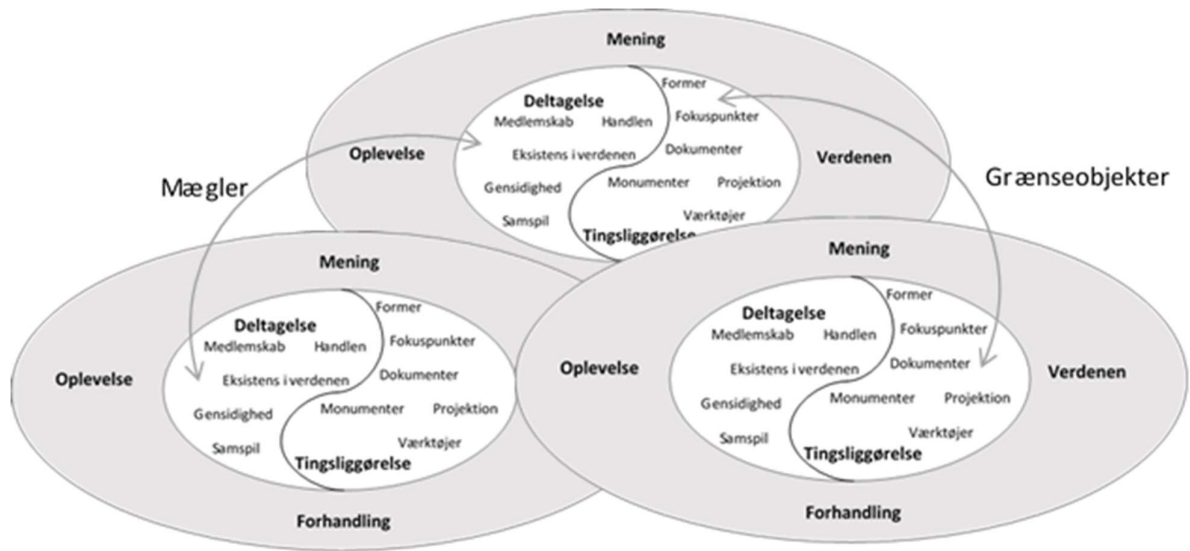 Mening
Former
Deltagelse
Medlemskab Handlen
Fokuspunkter
Oplevelse
Eksistens i verdenen
Dokumenter
Verdenen
Mægler
Gensidighed
Monumenter Projektion
Grænseobjekter
Samspil
Værktøjer
Tingsliggørelse
Mening
Former
Deltagelse
Medlemskab Handlen
Fokuspunkter
Oplevelse
Eksistens i verdenen
Dokumenter
Gensidighed
Monumenter Projektion
Samspil
Værktøjer
Tingsliggørelse
Forhandling
Mening
Former
Deltagelse
Medlemskab Handlen
Fokuspunkter
Oplevelse
Eksistens i verdenen
Dokumenter
Verdenen
Gensidighed
Monumenter Projektion
Samspil
Værktøjer
Tingsliggørelse
Forhandling